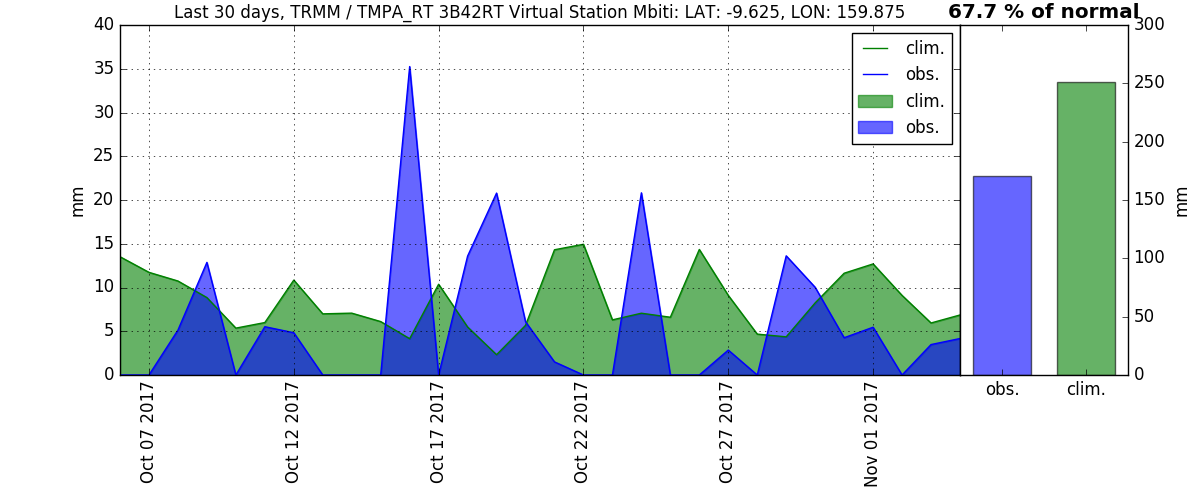 Last 30 days, TRMM / TMPA_RT 3B42RT Virtual Station Mbiti: LAT: -9.625, LON: 159.875
67.7 % of normal
40
35
30
25
20
15
10
5
0
mm
clim.
obs.
clim.
obs.
Oct 07 2017
Oct 12 2017
Oct 17 2017
Oct 22 2017
Oct 27 2017
Nov 01 2017
300
250
200
150
100
50
0
mm
obs.
clim.